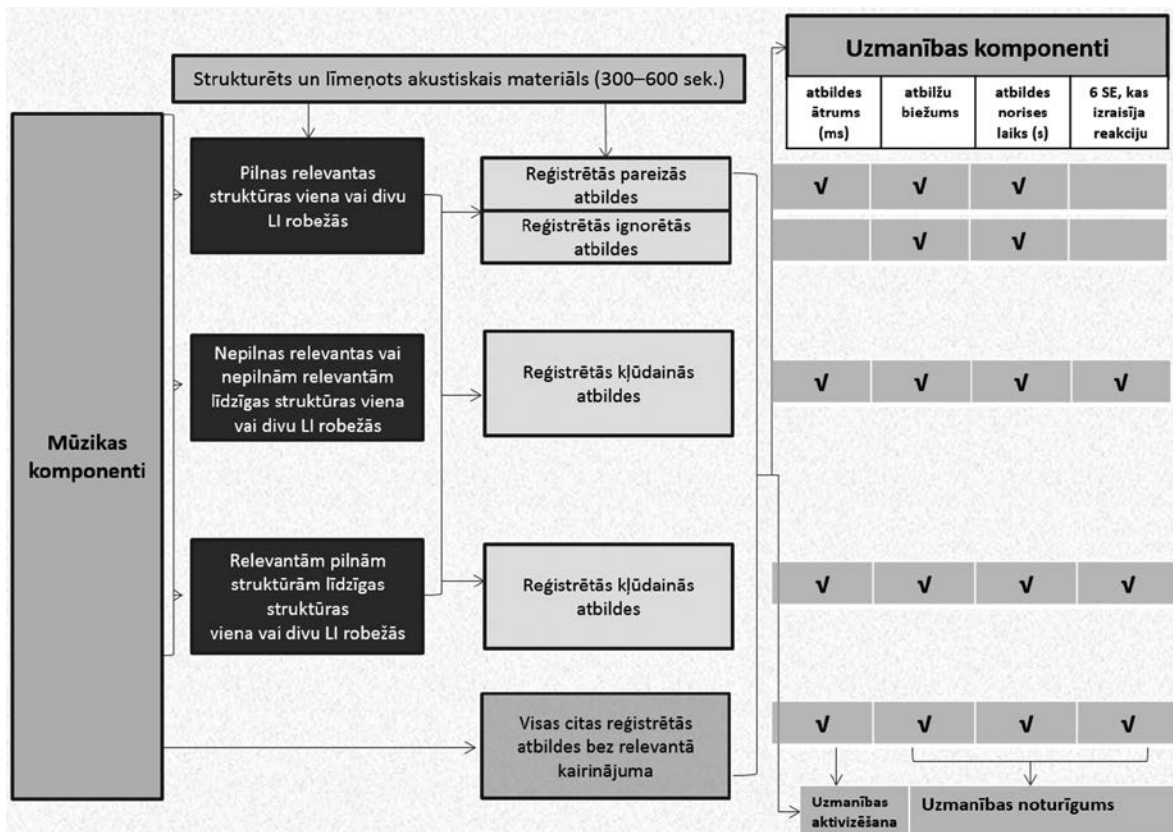 Uzmanības komponenti
atbildes
ātrums
(ms)
atbilžu
biežums
atbildes
norises
laiks (s)
6 SE, kas
izraisīja
reakciju
Strukturēts un līmeņots akustiskais materiāls (300–600 sek.)
Mūzikas
komponenti
Pilnas relevantas
struktūras viena vai divu
LI robežās
Reģistrētās pareizās
atbildes
Reģistrētās ignorētās
atbildes
√ √ √
√ √
Nepilnas relevantas vai
nepilnām relevantām
līdzīgas struktūras viena
vai divu LI robežās
Reģistrētās kļūdainās
atbildes
√ √ √ √
Relevantām pilnām
struktūrām līdzīgas
struktūras
viena vai divu LI robežās
Reģistrētās kļūdainās
atbildes
√ √ √ √
Visas citas reģistrētās
atbildes bez relevantā
kairinājuma
√ √ √ √
Uzmanības
aktivizēšana
Uzmanības noturīgums